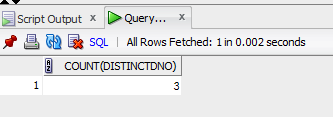 Script Output Query...
SQL All Rows Fetched: 1 in 0.002 seconds
COUNT(DISTINCTDNO)
1 3